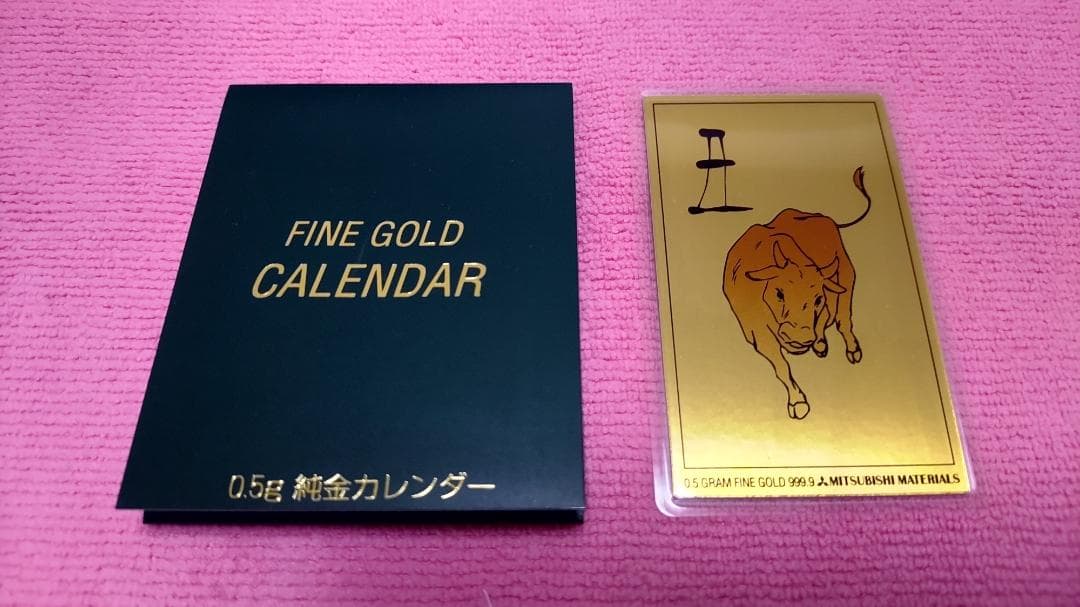 FINE GOLD
CALENDAR
0.5g 純金カレンダー
丑
0.5 GRAM FINE GOLD 999.9 MITSUBISHI MATERIALS